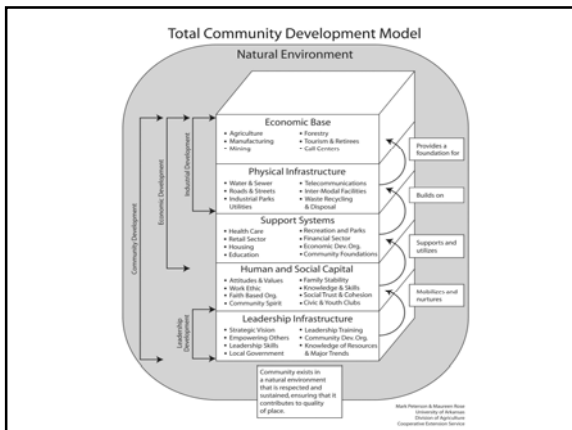 Total Community Development Model
Natural Environment
Economic Base
• Agriculture
• Manufacturing
• Mining
• Forestry
• Tourism & Retirees
• Call Centers
Physical Infrastructure
• Water & Sewer
• Roads & Streets
• Industrial Parks
Utilities
• Telecommunications
• Inter-Modal Facilities
• Waste Recycling
& Disposal
Support Systems
• Health Care
• Retail Sector
• Housing
• Education
• Recreation and Parks
• Financial Sector
• Economic Dev. Org.
• Community Foundations
Human and Social Capital
• Attitudes & Values
• Work Ethic
• Faith Based Org.
• Community Spirit
• Family Stability
• Knowledge & Skills
• Social Trust & Cohesion
• Civic & Youth Clubs
Leadership Infrastructure
• Strategic Vision
• Empowering Others
• Leadership Skills
• Local Government
• Leadership Training
• Community Dev. Org.
• Knowledge of Resources
& Major Trends
Community Development
Economic Development
Industrial Development
Leadership
Development
Provides a
foundation for
Builds on
Supports and
utilizes
Mobilizes and
nurtures
Community exists in
a natural environment
that is respected and
sustained, ensuring that it
contributes to quality
of place.
Mark Peterson & Maureen Rose
University of Arkansas
Division of Agriculture
Cooperative Extension Service